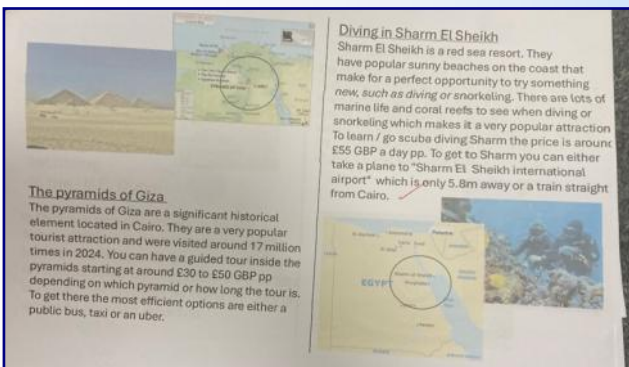 The pyramids of Giza
The pyramids of Giza are a significant historical
element located in Cairo. They are a very popular
tourist attraction and were visited around 17 million
times in 2024. You can have a guided tour inside the
pyramids starting at around £30 to £50 GBP pp
depending on which pyramid or how long the tour is.
To get there the most efficient options are either a
public bus, taxi or an uber.
Diving in Sharm El Sheikh
Sharm El Sheikh is a red sea resort. They
have popular sunny beaches on the coast that
make for a perfect opportunity to try something
new, such as diving or snorkeling. There are lots of
marine life and coral reefs to see when diving or
snorkeling which makes it a very popular attraction
To learn / go scuba diving Sharm the price is around
£55 GBP a day pp. To get to Sharm you can either
take a plane to "Sharm El Sheikh international
airport" which is only 5.8m away or a train straight
from Cairo.
EGYPT